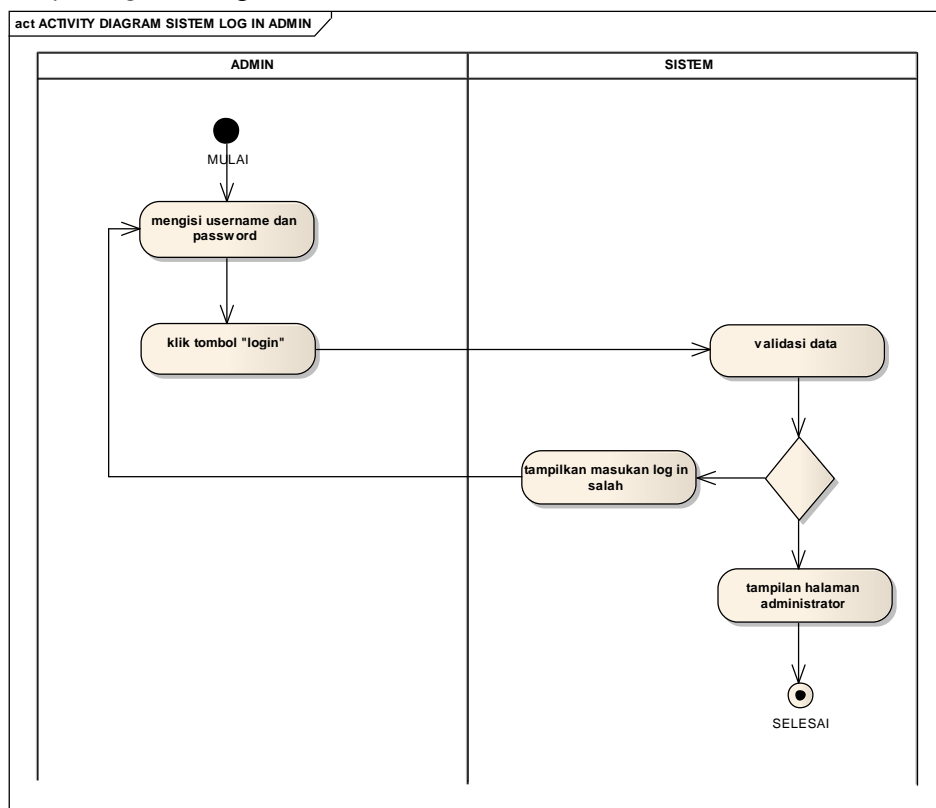 act ACTIVITY DIAGRAM SISTEM LOG IN ADMIN
ADMIN
SISTEM
MULAI
mengisi username dan
password
klik tombol "login"
validasi data
tampilkan masukan log in
salah
tampilan halaman
administrator
SELESAI